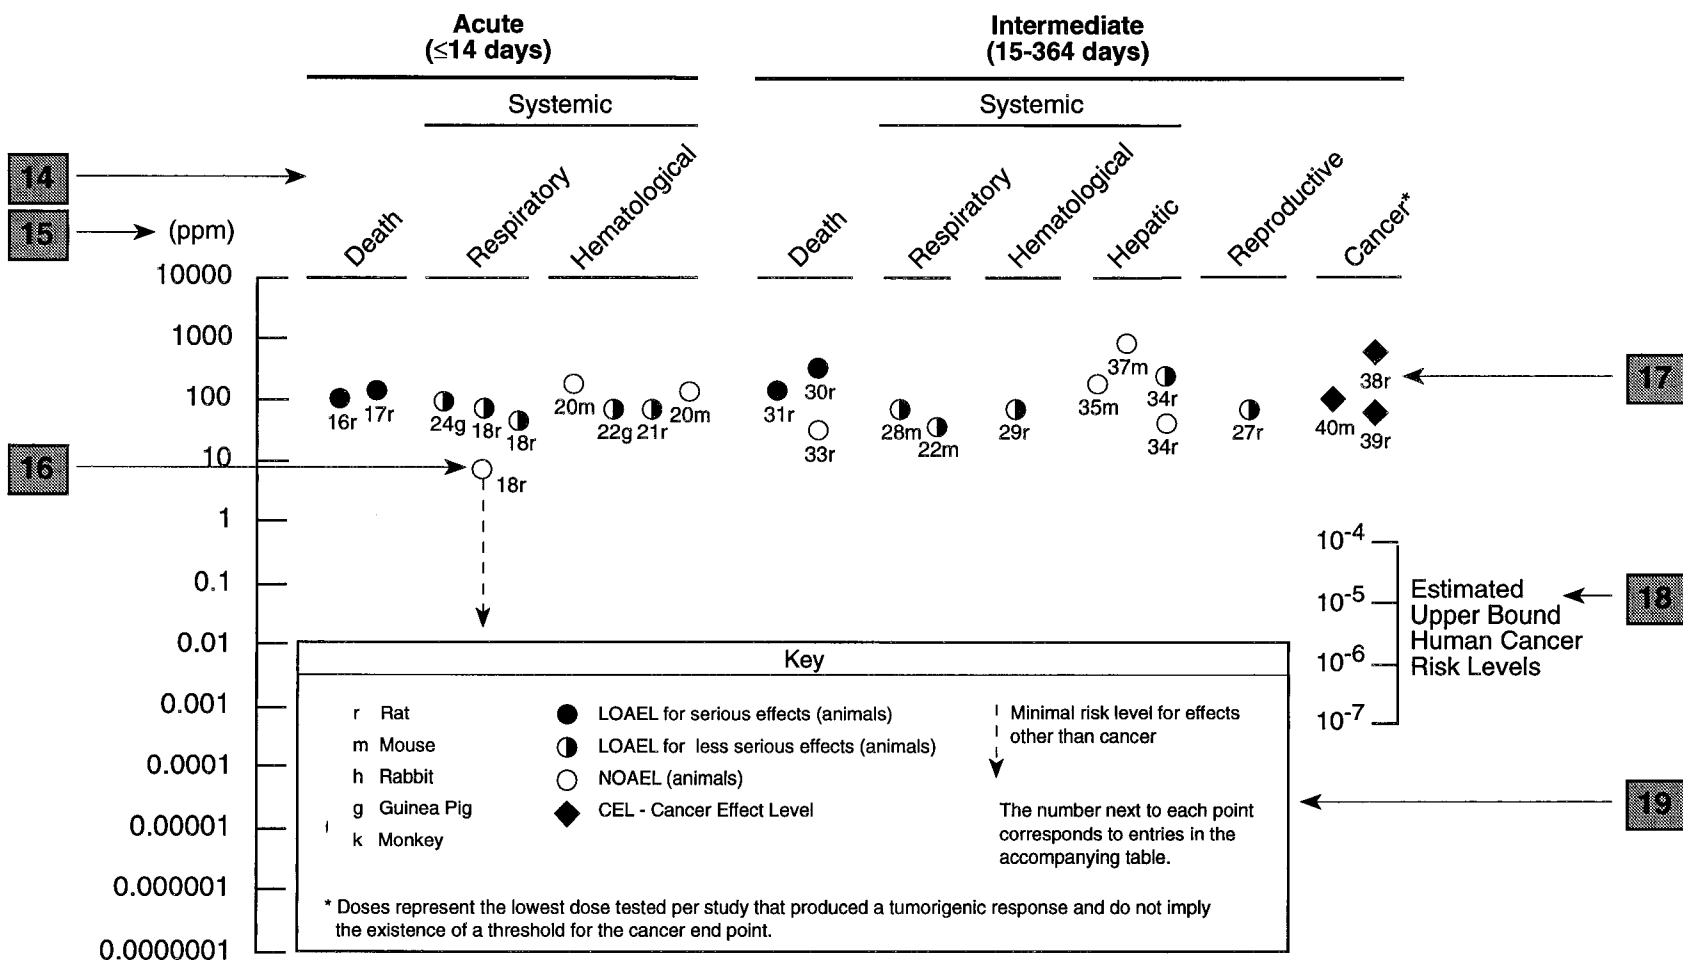 Acute
(≤14 days)
Intermediate
(15-364 days)
Systemic
Systemic
14
15
(ppm)
Death
Respiratory
Hematological
Death
Respiratory
Hematological
Hepatic
Reproductive
Cancer*
10000
1000
100
10
1
0.1
0.01
0.001
0.0001
0.00001
0.000001
0.0000001
16r
17r
24g
18r
18r
18r
20m
22g
21r
20m
31r
30r
33r
28m
22m
29r
37m
35m
34r
34r
27r
40m
38r
39r
16
17
10-4
10-5
10-6
10-7
Estimated
Upper Bound
Human Cancer
Risk Levels
18
19
Key
r Rat
m Mouse
h Rabbit
g Guinea Pig
k Monkey
LOAEL for serious effects (animals)
LOAEL for less serious effects (animals)
NOAEL (animals)
CEL - Cancer Effect Level
Minimal risk level for effects
other than cancer
The number next to each point
corresponds to entries in the
accompanying table.
* Doses represent the lowest dose tested per study that produced a tumorigenic response and do not imply
the existence of a threshold for the cancer end point.